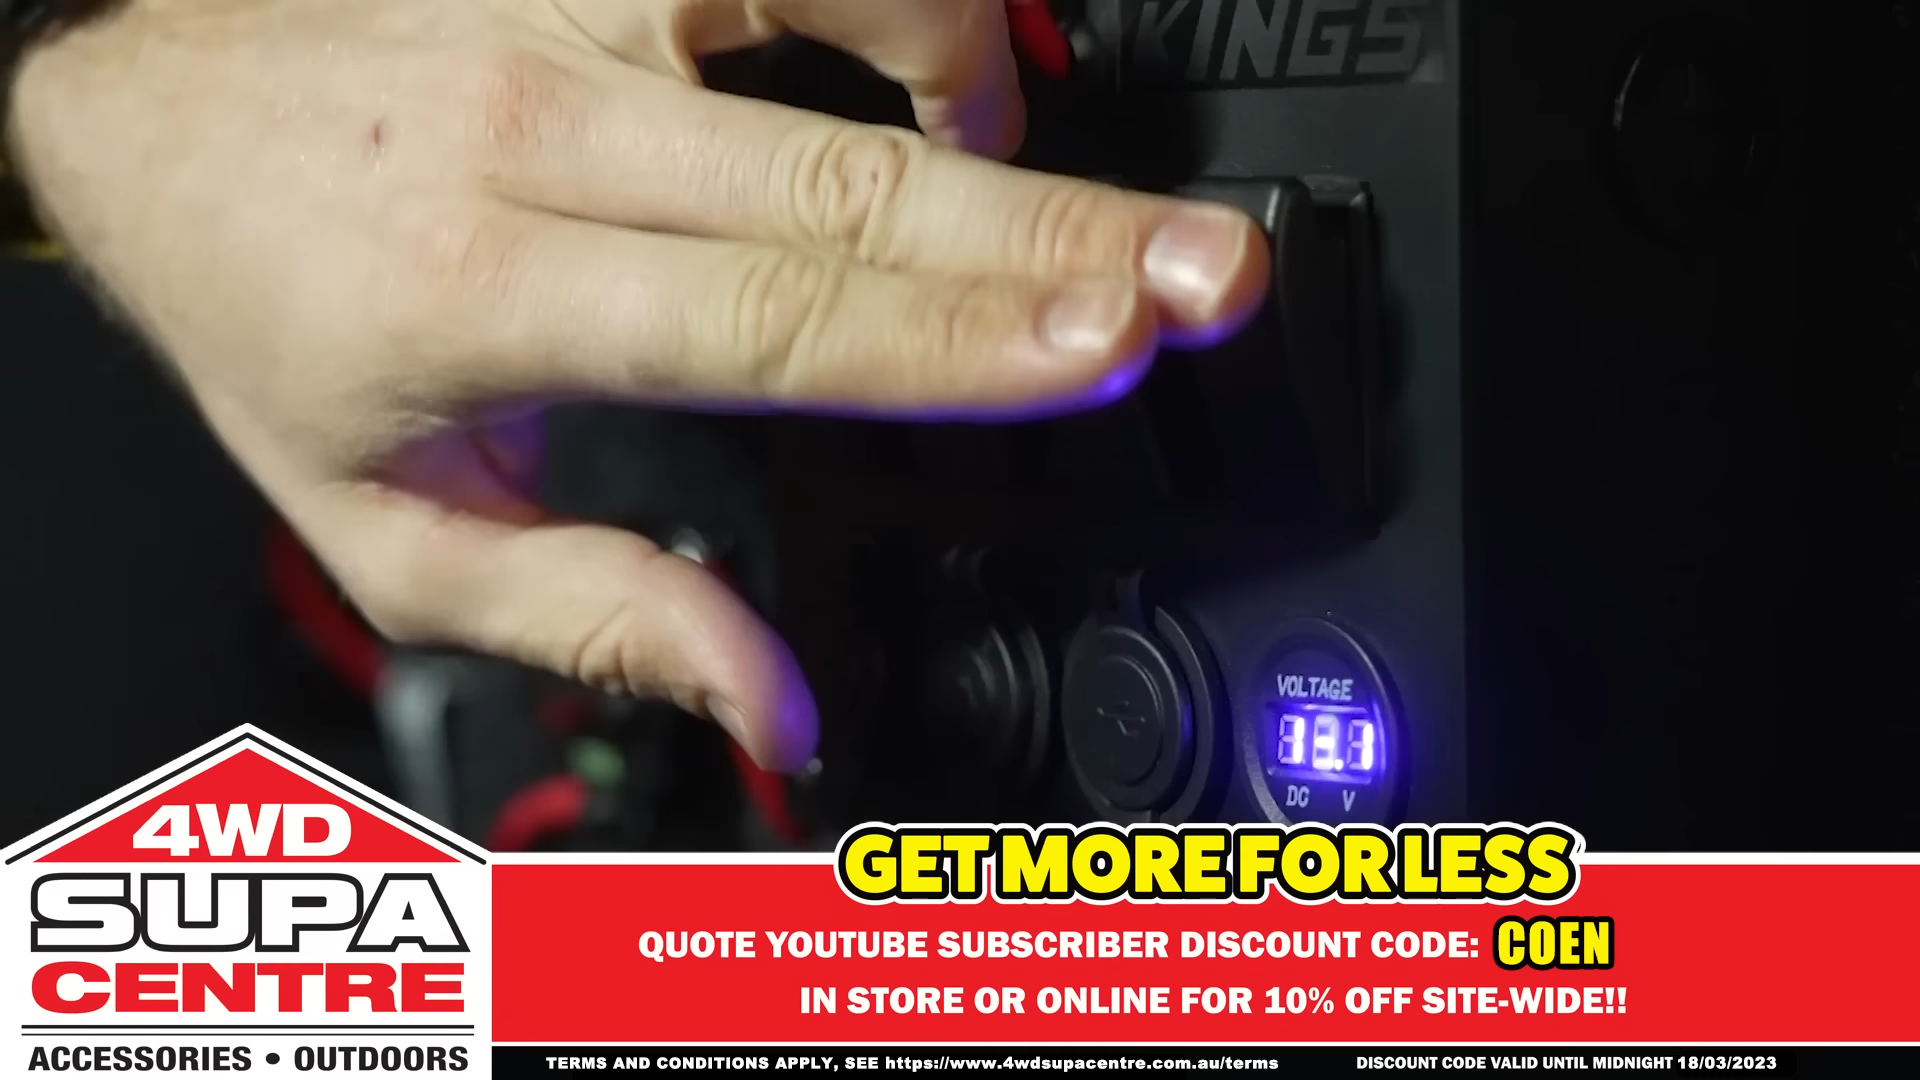 KINGS
VOLTAGE
DC V
4WD
SUPA
CENTRE
ACCESSORIES • OUTDOORS
GET MORE FOR LESS
QUOTE YOUTUBE SUBSCRIBER DISCOUNT CODE: COEN
IN STORE OR ONLINE FOR 10% OFF SITE-WIDE!!
TERMS AND CONDITIONS APPLY, SEE https://www.4wdsupacentre.com.au/terms
DISCOUNT CODE VALID UNTIL MIDNIGHT 18/03/2023